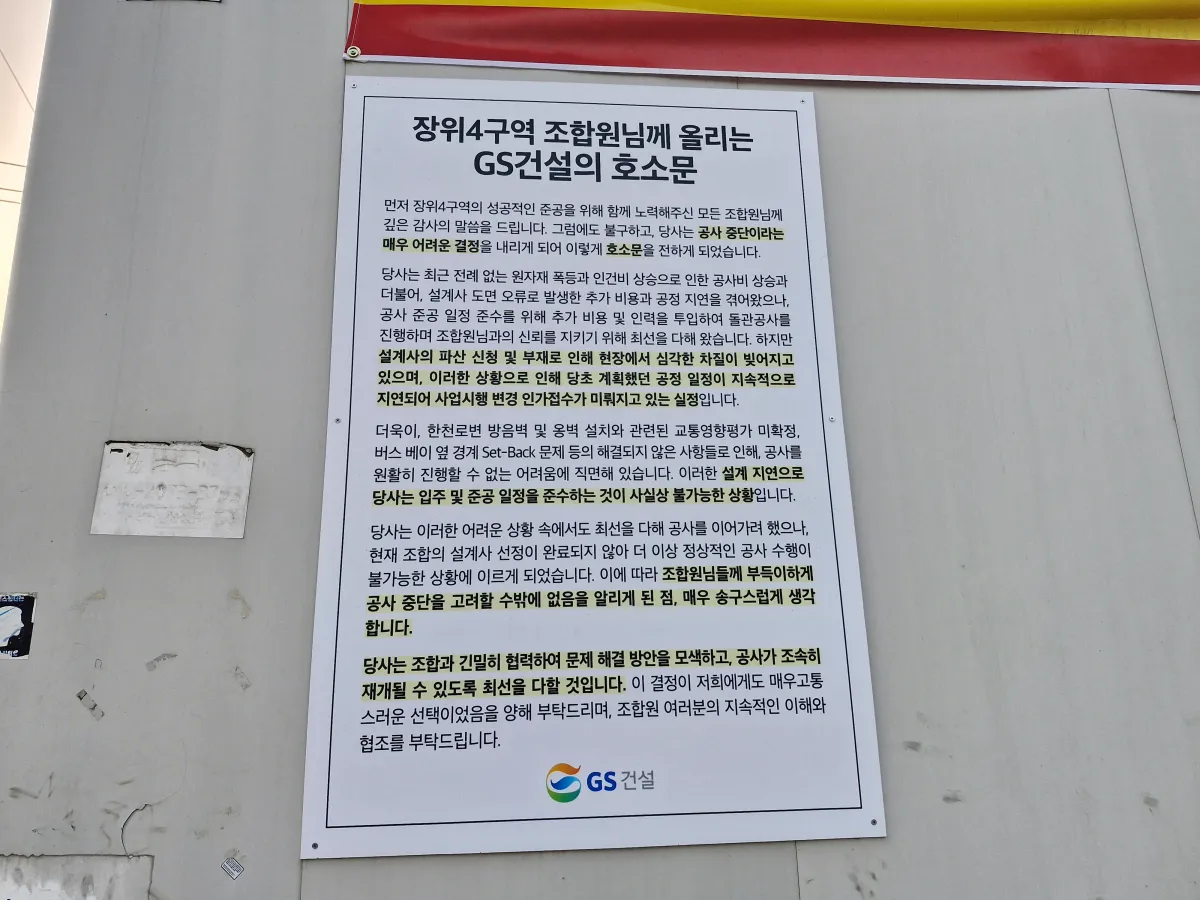 장위4구역 조합원님께 올리는
GS건설의 호소문
먼저 장위4구역의 성공적인 준공을 위해 함께 노력해주신 모든 조합원님께
깊은 감사의 말씀을 드립니다. 그럼에도 불구하고, 당사는 공사 중단이라는
매우 어려운 결정을 내리게 되어 이렇게 호소문을 전하게 되었습니다.
당사는 최근 전례 없는 원자재 폭등과 인건비 상승으로 인한 공사비 상승과
더불어, 설계사 도면 오류로 발생한 추가 비용과 공정 지연을 겪어왔으나,
공사 준공 일정 준수를 위해 추가 비용 및 인력을 투입하여 돌관공사를
진행하며 조합원님과의 신뢰를 지키기 위해 최선을 다해 왔습니다. 하지만
설계사의 파산 신청 및 부재로 인해 현장에서 심각한 차질이 빚어지고
있으며, 이러한 상황으로 인해 당초 계획했던 공정 일정이 지속적으로
지연되어 사업시행 변경 인가접수가 미뤄지고 있는 실정입니다.
더욱이, 한천로변 방음벽 및 옹벽 설치와 관련된 교통영향평가 미확정,
버스 베이 옆 경계 Set-Back 문제 등의 해결되지 않은 사항들로 인해, 공사를
원활히 진행할 수 없는 어려움에 직면해 있습니다. 이러한 설계 지연으로
당사는 입주 및 준공 일정을 준수하는 것이 사실상 불가능한 상황입니다.
당사는 이러한 어려운 상황 속에서도 최선을 다해 공사를 이어가려 했으나,
현재 조합의 설계사 선정이 완료되지 않아 더 이상 정상적인 공사 수행이
불가능한 상황에 이르게 되었습니다. 이에 따라 조합원님들께 부득이하게
공사 중단을 고려할 수밖에 없음을 알리게 된 점, 매우 송구스럽게 생각
합니다.
당사는 조합과 긴밀히 협력하여 문제 해결 방안을 모색하고, 공사가 조속히
재개될 수 있도록 최선을 다할 것입니다. 이 결정이 저희에게도 매우고통
스러운 선택이었음을 양해 부탁드리며, 조합원 여러분의 지속적인 이해와
협조를 부탁드립니다.
GS건설